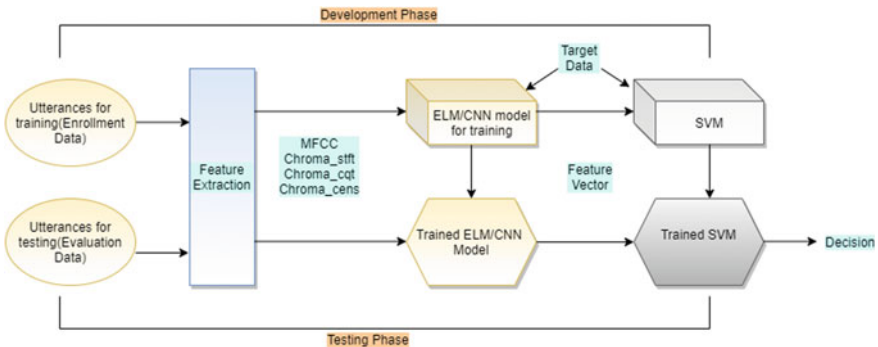 Development Phase
Target
Data
Utterances for
training(Enrollment
Data)
ELM/CNN model
for training
SVM
MFCC
Chroma_stft
Chroma_cqt
Chroma_cens
Feature
Extraction
Feature
Vector
Utterances for
testing(Evaluation
Data)
Trained ELM/CNN
Model
Trained SVM
Decision
Testing Phase